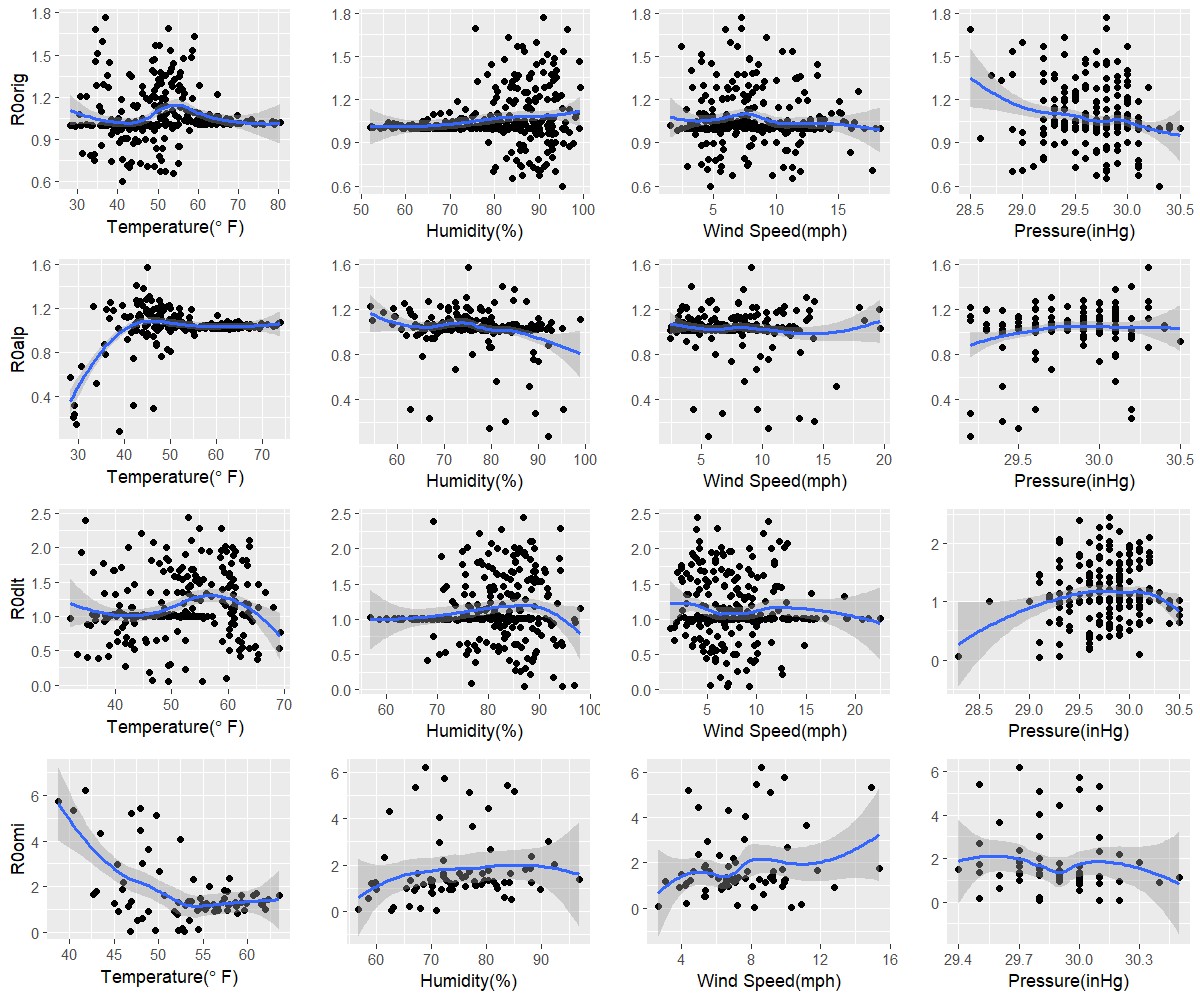 R0orig
1.8
1.5
1.2
0.9
0.6
30 40 50 60 70 80
Temperature(° F)
1.8
1.5
1.2
0.9
0.6
50 60 70 80 90 100
Humidity(%)
1.8
1.5
1.2
0.9
0.6
5 10 15
Wind Speed(mph)
1.8
1.5
1.2
0.9
0.6
28.5 29.0 29.5 30.0 30.5
Pressure(inHg)
R0alp
1.6
1.2
0.8
0.4
30 40 50 60 70
Temperature(° F)
1.6
1.2
0.8
0.4
60 70 80 90 100
Humidity(%)
1.6
1.2
0.8
0.4
5 10 15 20
Wind Speed(mph)
1.6
1.2
0.8
0.4
29.5 30.0 30.5
Pressure(inHg)
R0dlt
2.5
2.0
1.5
1.0
0.5
0.0
40 50 60 70
Temperature(° F)
2.5
2.0
1.5
1.0
0.5
0.0
60 70 80 90 100
Humidity(%)
2.5
2.0
1.5
1.0
0.5
0.0
5 10 15 20
Wind Speed(mph)
2
1
0
28.5 29.0 29.5 30.0 30.5
Pressure(inHg)
R0omi
6
4
2
0
40 45 50 55 60
Temperature(° F)
6
4
2
0
60 70 80 90
Humidity(%)
6
4
2
0
4 8 12 16
Wind Speed(mph)
6
4
2
0
29.4 29.7 30.0 30.3
Pressure(inHg)